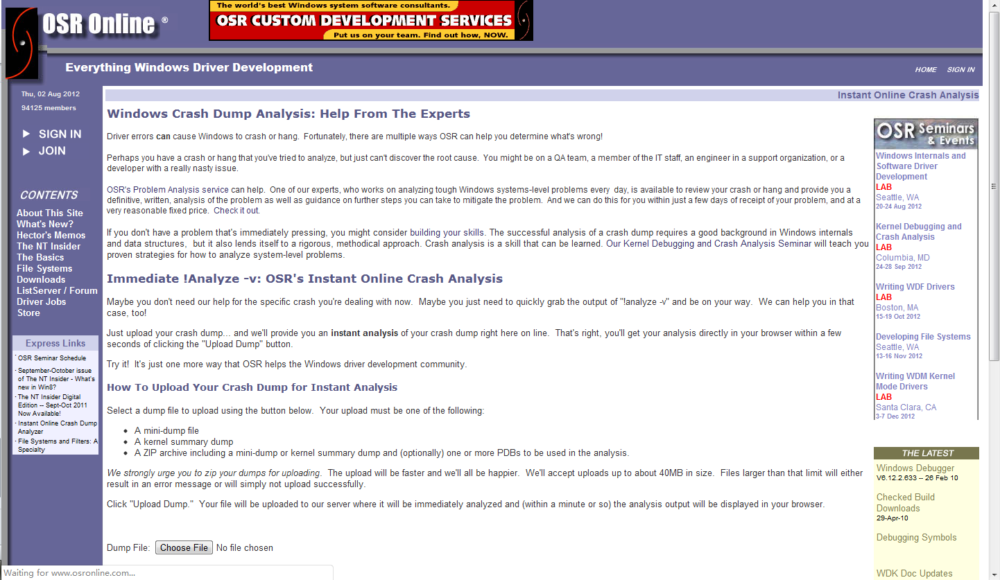 OSR Online ®
The world's best Windows system software consultants.
OSR CUSTOM DEVELOPMENT SERVICES
Put us on your team. Find out how, NOW.
Everything Windows Driver Development
HOME SIGN IN
Thu, 02 Aug 2012
94125 members
SIGN IN
JOIN
CONTENTS
About This Site
What's New?
Hector's Memos
The NT Insider
The Basics
File Systems
Downloads
ListServer / Forum
Driver Jobs
Store
Express Links
· OSR Seminar Schedule
· September-October issue
of The NT Insider - What's
new in Win8?
· The NT Insider Digital
Edition -- Sept-Oct 2011
Now Available!
· Instant Online Crash Dump
Analyzer
· File Systems and Filters: A
Specialty
Instant Online Crash Analysis
Windows Crash Dump Analysis: Help From The Experts
Driver errors can cause Windows to crash or hang. Fortunately, there are multiple ways OSR can help you determine what's wrong!
Perhaps you have a crash or hang that you've tried to analyze, but just can't discover the root cause. You might be on a QA team, a member of the IT staff, an engineer in a support organization, or a
developer with a really nasty issue.
OSR's Problem Analysis service can help. One of our experts, who works on analyzing tough Windows systems-level problems every day, is available to review your crash or hang and provide you a
definitive, written, analysis of the problem as well as guidance on further steps you can take to mitigate the problem. And we can do this for you within just a few days of receipt of your problem, and at a
very reasonable fixed price. Check it out.
If you don't have a problem that's immediately pressing, you might consider building your skills. The successful analysis of a crash dump requires a good background in Windows internals
and data structures, but it also lends itself to a rigorous, methodical approach. Crash analysis is a skill that can be learned. Our Kernel Debugging and Crash Analysis Seminar will teach you
proven strategies for how to analyze system-level problems.
Immediate !Analyze -v: OSR's Instant Online Crash Analysis
Maybe you don't need our help for the specific crash you're dealing with now. Maybe you just need to quickly grab the output of "!analyze -v" and be on your way. We can help you in that
case, too!
Just upload your crash dump... and we'll provide you an instant analysis of your crash dump right here on line. That's right, you'll get your analysis directly in your browser within a few
seconds of clicking the "Upload Dump" button.
Try it! It's just one more way that OSR helps the Windows driver development community.
How To Upload Your Crash Dump for Instant Analysis
Select a dump file to upload using the button below. Your upload must be one of the following:
• A mini-dump file
• A kernel summary dump
• A ZIP archive including a mini-dump or kernel summary dump and (optionally) one or more PDBs to be used in the analysis.
We strongly urge you to zip your dumps for uploading. The upload will be faster and we'll all be happier. We'll accept uploads up to about 40MB in size. Files larger than that limit will either
result in an error message or will simply not upload successfully.
Click "Upload Dump." Your file will be uploaded to our server where it will be immediately analyzed and (within a minute or so) the analysis output will be displayed in your browser.
Dump File: Choose File No file chosen
OSR Seminars
& Events
Windows Internals and
Software Driver
Development
LAB
Seattle, WA
20-24 Aug 2012
Kernel Debugging and
Crash Analysis
LAB
Columbia, MD
24-28 Sep 2012
Writing WDF Drivers
LAB
Boston, MA
15-19 Oct 2012
Developing File Systems
Seattle, WA
13-16 Nov 2012
Writing WDM Kernel
Mode Drivers
LAB
Santa Clara, CA
3-7 Dec 2012
THE LATEST
Windows Debugger
V6.12.2.633 -- 26 Feb 10
Checked Build
Downloads
29-Apr-10
Debugging Symbols
WDK Doc Updates
Waiting for www.osronline.com...